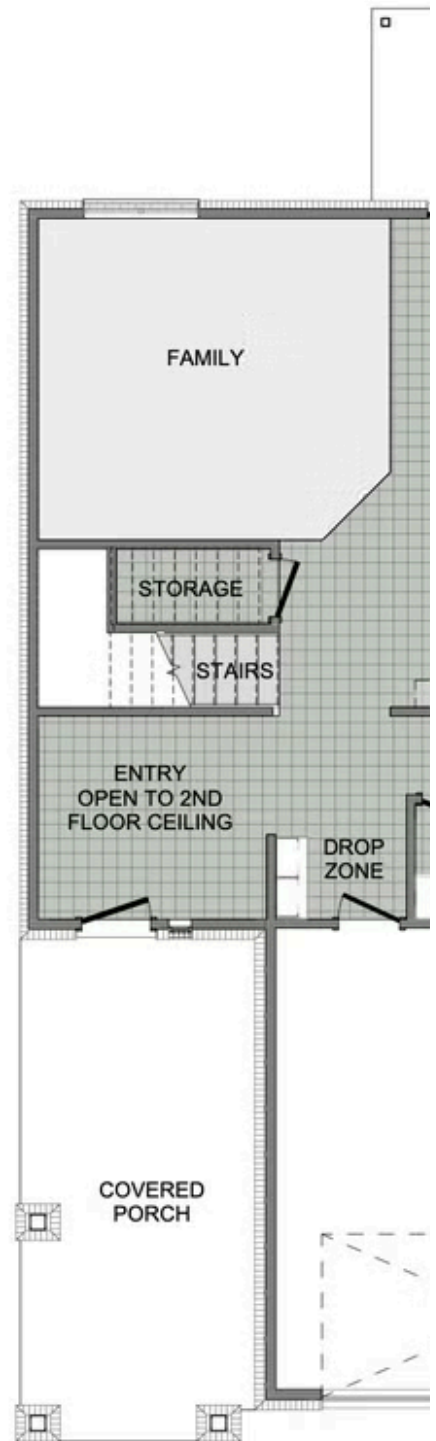 FAMILY
STORAGE
STAIRS
ENTRY
OPEN TO 2ND
FLOOR CEILING
DROP
ZONE
COVERED
PORCH